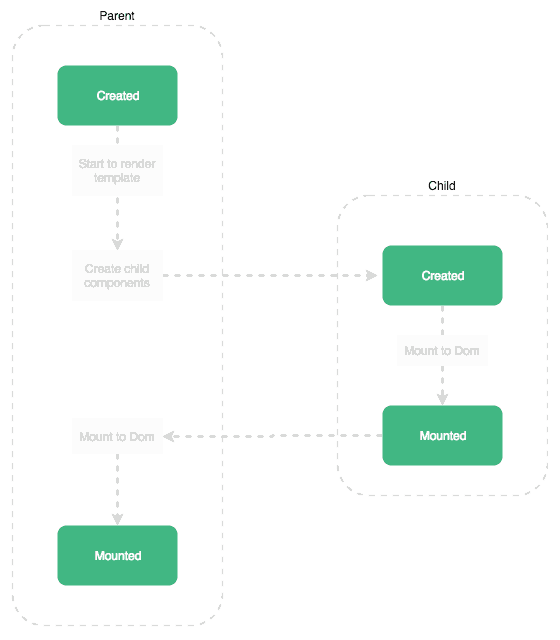 Parent
Created
Start to render
template
Create child
components
Child
Created
Mount to Dom
Mounted
Mount to Dom
Mounted